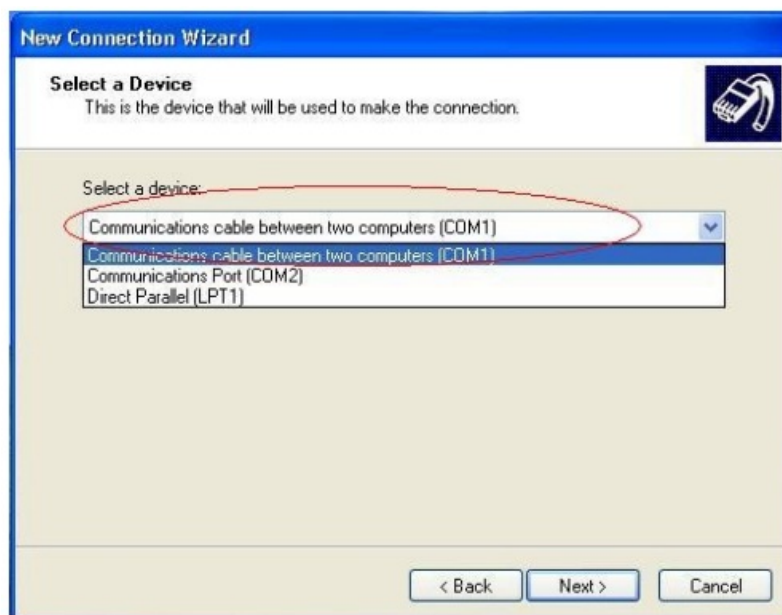 New Connection Wizard
Select a Device
This is the device that will be used to make the connection.
Select a device:
Communications cable between two computers (COM1)
Communications cable between two computers (COM1)
Communications Port (COM2)
Direct Parallel (LPT1)
< Back Next > Cancel